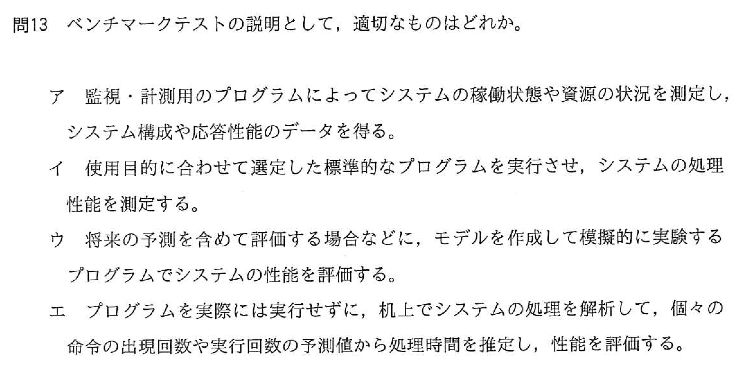 問13 ベンチマークテストの説明として，適切なものはどれか。
ア 監視・計測用のプログラムによってシステムの稼働状態や資源の状況を測定し，
システム構成や応答性能のデータを得る。
イ 使用目的に合わせて選定した標準的なプログラムを実行させ，システムの処理
性能を測定する。
ウ 将来の予測を含めて評価する場合などに，モデルを作成して模擬的に実験する
プログラムでシステムの性能を評価する。
エ プログラムを実際には実行せずに，机上でシステムの処理を解析して，個々の
命令の出現回数や実行回数の予測値から処理時間を推定し，性能を評価する。